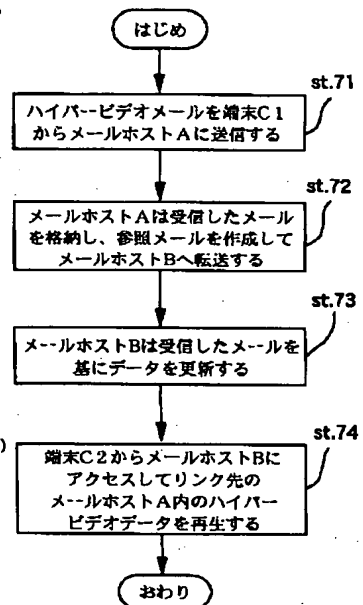 はじめ
st.71
ハイパービデオメールを端末C1
からメールホストAに送信する
st.72
メールホストAは受信したメール
を格納し、参照メールを作成して
メールホストBへ転送する
st.73
メールホストBは受信したメールを
基にデータを更新する
)
st.74
端末C2からメールホストBに
アクセスしてリンク先の
メールホストA内のハイパー
ビデオデータを再生する
おわり